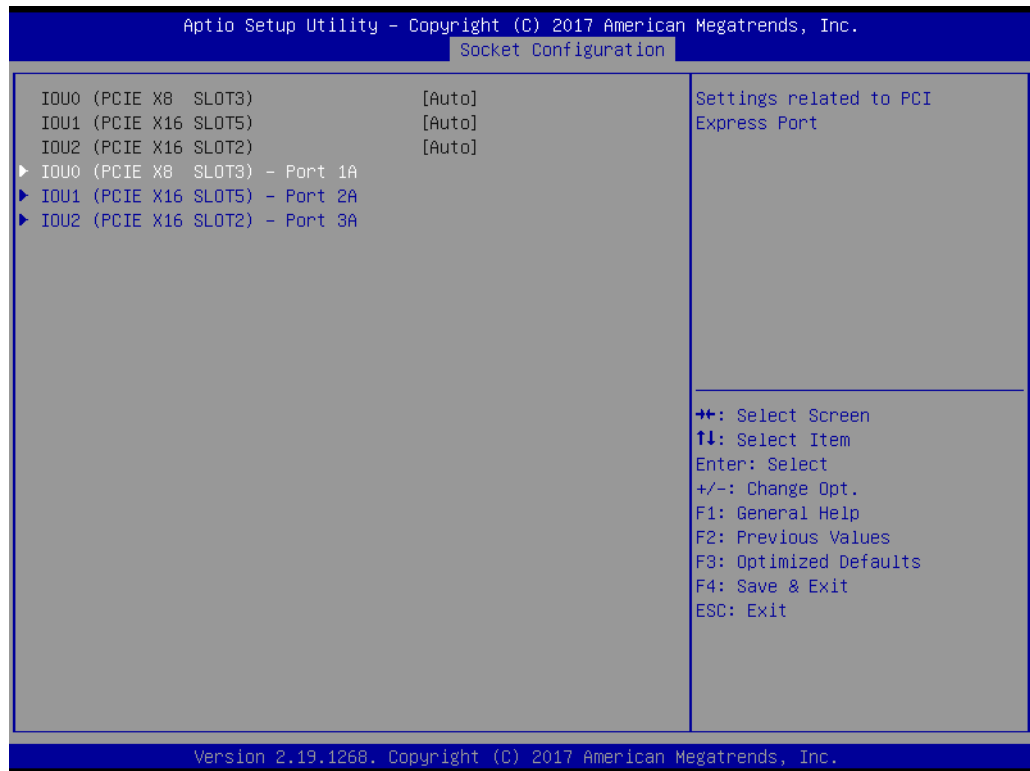 Aptio Setup Utility – Copyright (C) 2017 American Megatrends, Inc.
Socket Configuration
IOU0 (PCIE X8 SLOT3) [Auto]
IOU1 (PCIE X16 SLOT5) [Auto]
IOU2 (PCIE X16 SLOT2) [Auto]
▶ IOU0 (PCIE X8 SLOT3) – Port 1A
▶ IOU1 (PCIE X16 SLOT5) – Port 2A
▶ IOU2 (PCIE X16 SLOT2) – Port 3A
Settings related to PCI
Express Port
→←: Select Screen
↑↓: Select Item
Enter: Select
+/-: Change Opt.
F1: General Help
F2: Previous Values
F3: Optimized Defaults
F4: Save & Exit
ESC: Exit
Version 2.19.1268. Copyright (C) 2017 American Megatrends, Inc.